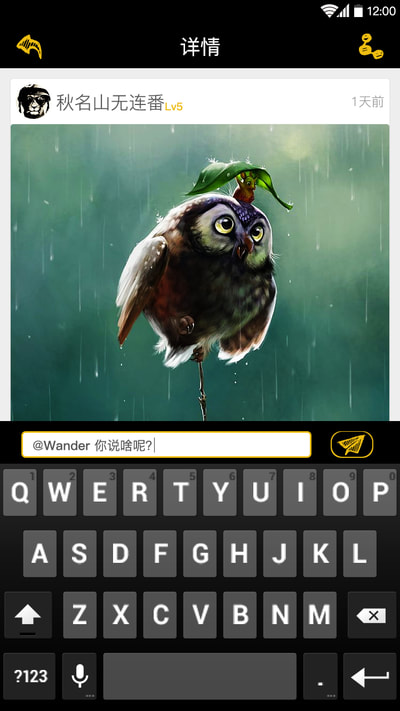 12:00
详情
秋名山无连番Lv5
1天前
@Wander 你说啥呢?
1 2 3 4 5 6 7 8 9 0
Q W E R T Y U I O P
A S D F G H J K L
Z X C V B N M
?123 ... . ...